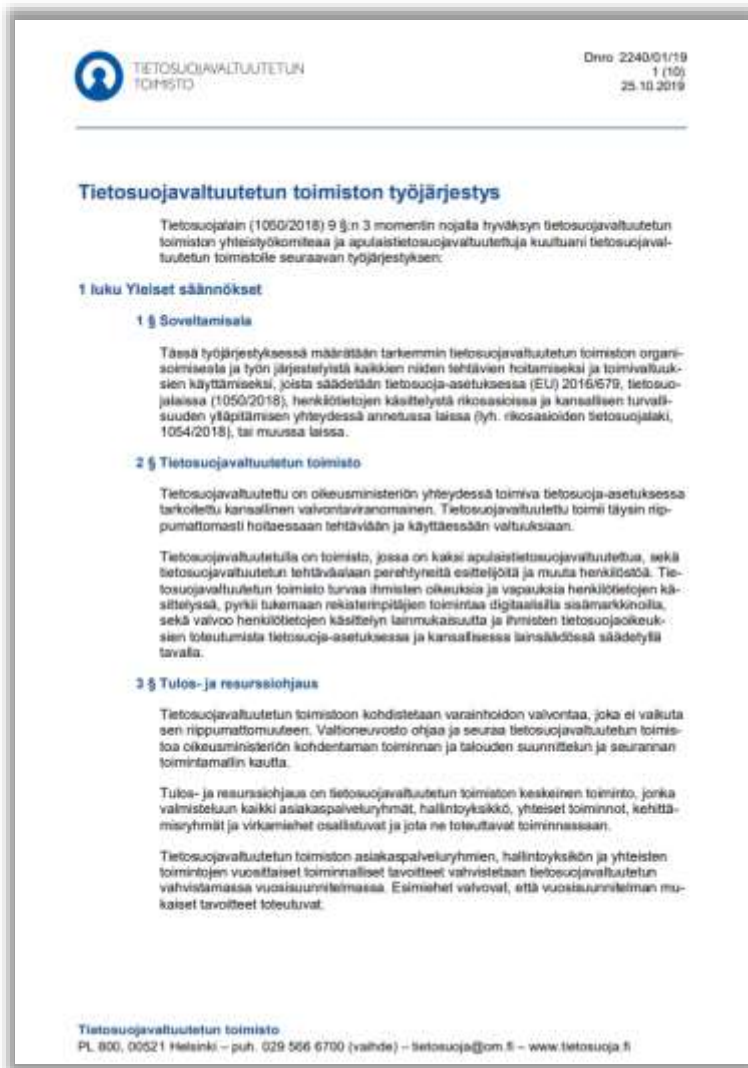 TIETOSUOJAVALTUUTETUN
TOIMISTO
Dnro 2240/01/19
1 (10)
25.10.2019
Tietosuojavaltuutetun toimiston työjärjestys
Tietosuojalain (1050/2018) 9 §:n 3 momentin nojalla hyväksyn tietosuojavaltuutetun
toimiston yhteistyökomiteaa ja apulaistietosuojavaltuutettuja kuultuani tietosuojaval-
tuutetun toimistolle seuraavan työjärjestyksen:
1 luku Yleiset säännökset
1 § Soveltamisala
Tässä työjärjestyksessä määrätään tarkemmin tietosuojavaltuutetun toimiston organi-
soimisesta ja työn järjestelyistä kaikkien niiden tehtävien hoitamiseksi ja toimivaltuuk-
sien käyttämiseksi, joista säädetään tietosuoja-asetuksessa (EU) 2016/679, tietosuo-
jalaissa (1050/2018), henkilötietojen käsittelystä rikosasioissa ja kansallisen turvalli-
suuden ylläpitämisen yhteydessä annetussa laissa (lyh. rikosasioiden tietosuojalaki,
1054/2018), tai muussa laissa.
2 § Tietosuojavaltuutetun toimisto
Tietosuojavaltuutettu on oikeusministeriön yhteydessä toimiva tietosuoja-asetuksessa
tarkoitettu kansallinen valvontaviranomainen. Tietosuojavaltuutettu toimii täysin riip-
pumattomasti hoitaessaan tehtäviään ja käyttäessään valtuuksiaan.
Tietosuojavaltuutetulla on toimisto, jossa on kaksi apulaistietosuojavaltuutettua, sekä
tietosuojavaltuutetun tehtäväalaan perehtyneitä esittelijöitä ja muuta henkilöstöä. Tie-
tosuojavaltuutetun toimisto turvaa ihmisten oikeuksia ja vapauksia henkilötietojen kä-
sittelyssä, pyrkii tukemaan rekisterinpitäjien toimintaa digitaalisilla sisämarkkinoilla,
sekä valvoo henkilötietojen käsittelyn lainmukaisuutta ja ihmisten tietosuojaoikeuk-
sien toteutumista tietosuoja-asetuksessa ja kansallisessa lainsäädössä säädetyllä
tavalla.
3 § Tulos- ja resurssiohjaus
Tietosuojavaltuutetun toimistoon kohdistetaan varainhoidon valvontaa, joka ei vaikuta
sen riippumattomuuteen. Valtioneuvosto ohjaa ja seuraa tietosuojavaltuutetun toimis-
toa oikeusministeriön kohdentaman toiminnan ja talouden suunnittelun ja seurannan
toimintamallin kautta.
Tulos- ja resurssiohjaus on tietosuojavaltuutetun toimiston keskeinen toiminto, jonka
valmisteluun kaikki asiakaspalveluryhmät, hallintoyksikkö, yhteiset toiminnot, kehittä-
misryhmät ja virkamiehet osallistuvat ja jota ne toteuttavat toiminnassaan.
Tietosuojavaltuutetun toimiston asiakaspalveluryhmien, hallintoyksikön ja yhteisten
toimintojen vuosittaiset toiminnalliset tavoitteet vahvistetaan tietosuojavaltuutetun
vahvistamassa vuosisuunnitelmassa. Esimiehet valvovat, että vuosisuunnitelman mu-
kaiset tavoitteet toteutuvat.
Tietosuojavaltuutetun toimisto
PL 800, 00521 Helsinki – puh. 029 566 6700 (vaihde) – tietosuoja@om.fi – www.tietosuoja.fi